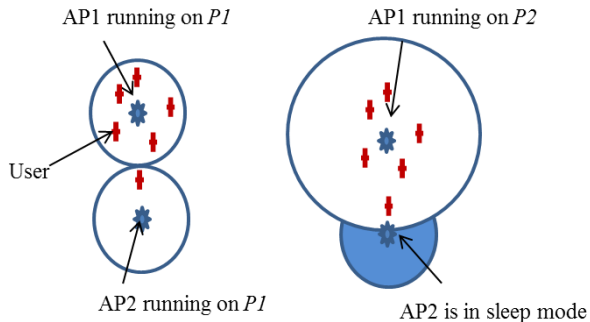 AP1 running on P1
AP1 running on P2
User
AP2 running on P1
AP2 is in sleep mode